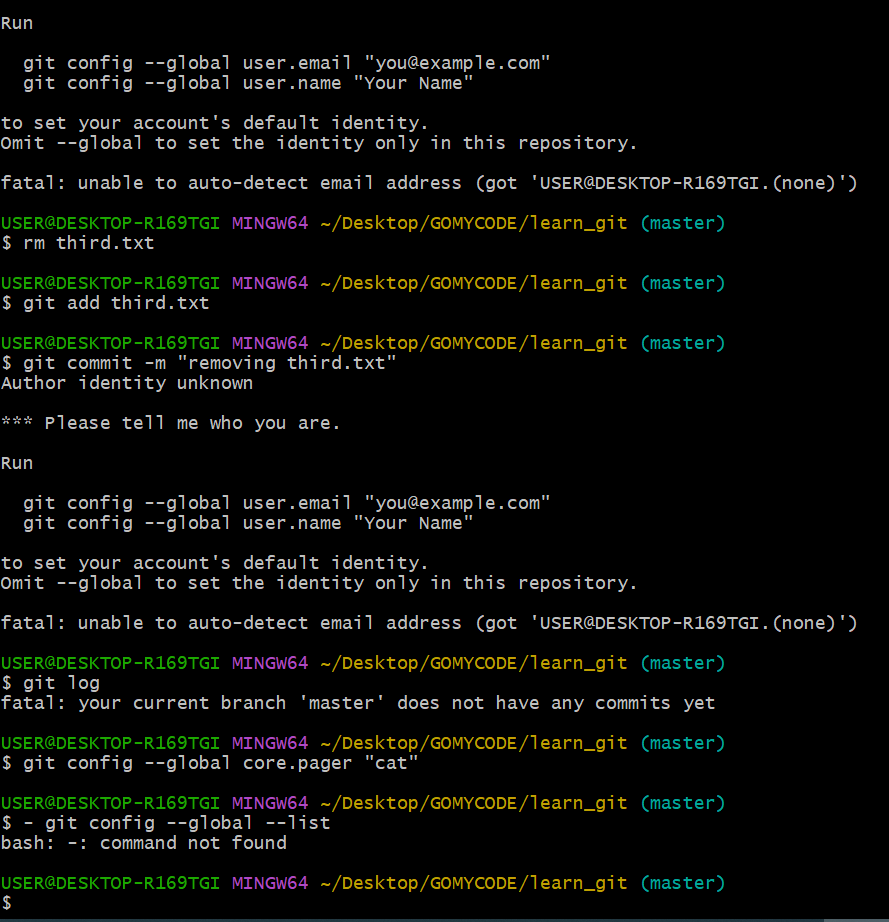 Run
git config --global user.email "you@example.com"
git config --global user.name "Your Name"
to set your account's default identity.
Omit --global to set the identity only in this repository.
fatal: unable to auto-detect email address (got 'USER@DESKTOP-R169TGI.(none)')
USER@DESKTOP-R169TGI MINGW64 ~/Desktop/GOMYCODE/learn_git (master)
$ rm third.txt
USER@DESKTOP-R169TGI MINGW64 ~/Desktop/GOMYCODE/learn_git (master)
$ git add third.txt
USER@DESKTOP-R169TGI MINGW64 ~/Desktop/GOMYCODE/learn_git (master)
$ git commit -m "removing third.txt"
Author identity unknown
*** Please tell me who you are.
Run
git config --global user.email "you@example.com"
git config --global user.name "Your Name"
to set your account's default identity.
Omit --global to set the identity only in this repository.
fatal: unable to auto-detect email address (got 'USER@DESKTOP-R169TGI.(none)')
USER@DESKTOP-R169TGI MINGW64 ~/Desktop/GOMYCODE/learn_git (master)
$ git log
fatal: your current branch 'master' does not have any commits yet
USER@DESKTOP-R169TGI MINGW64 ~/Desktop/GOMYCODE/learn_git (master)
$ git config --global core.pager "cat"
USER@DESKTOP-R169TGI MINGW64 ~/Desktop/GOMYCODE/learn_git (master)
$ - git config --global --list
bash: -: command not found
USER@DESKTOP-R169TGI MINGW64 ~/Desktop/GOMYCODE/learn_git (master)
$